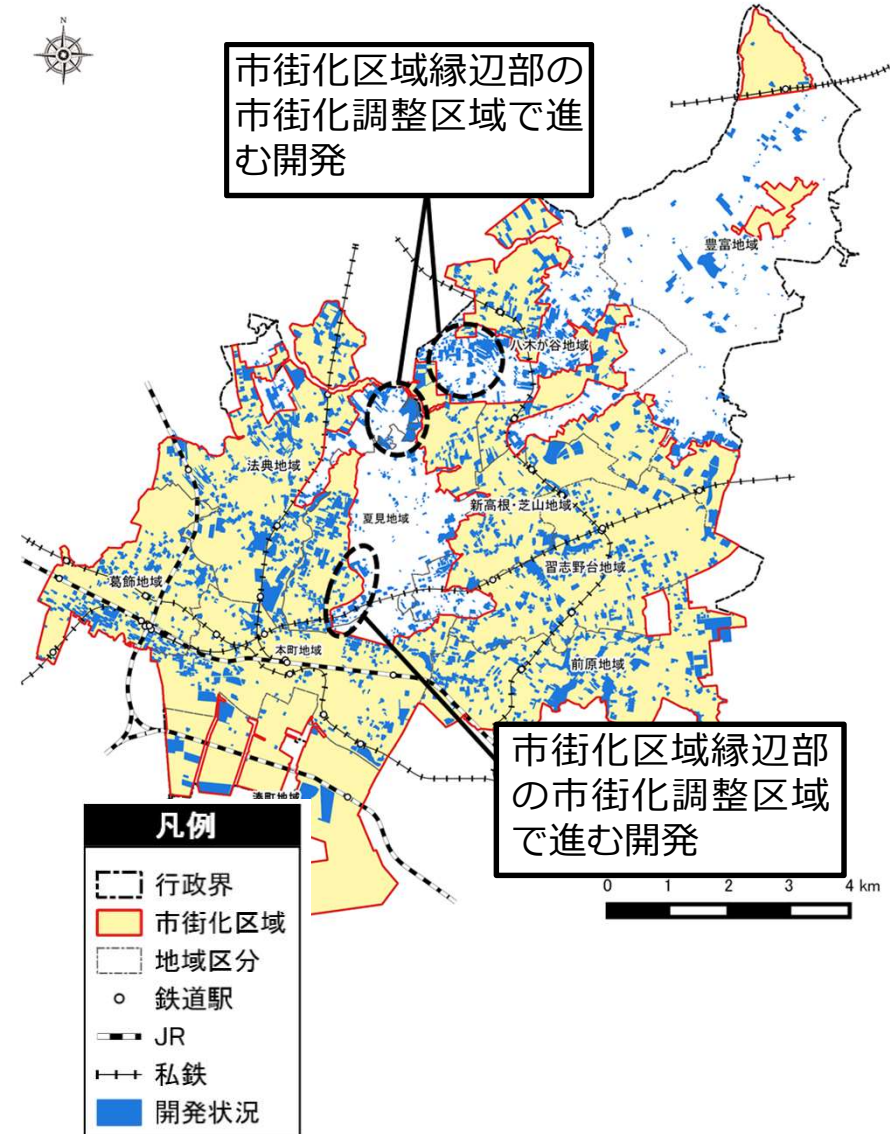 N
市街化区域縁辺部の
市街化調整区域で進
む開発
豊富地域
八木が谷地域
法典地域
夏見地域
新高根・芝山地域
習志野台地域
葛飾地域
本町地域
前原地域
湊町地域
市街化区域縁辺部
の市街化調整区域
で進む開発
0 1 2 3 4 km
凡例
行政界
市街化区域
地域区分
鉄道駅
JR
私鉄
開発状況